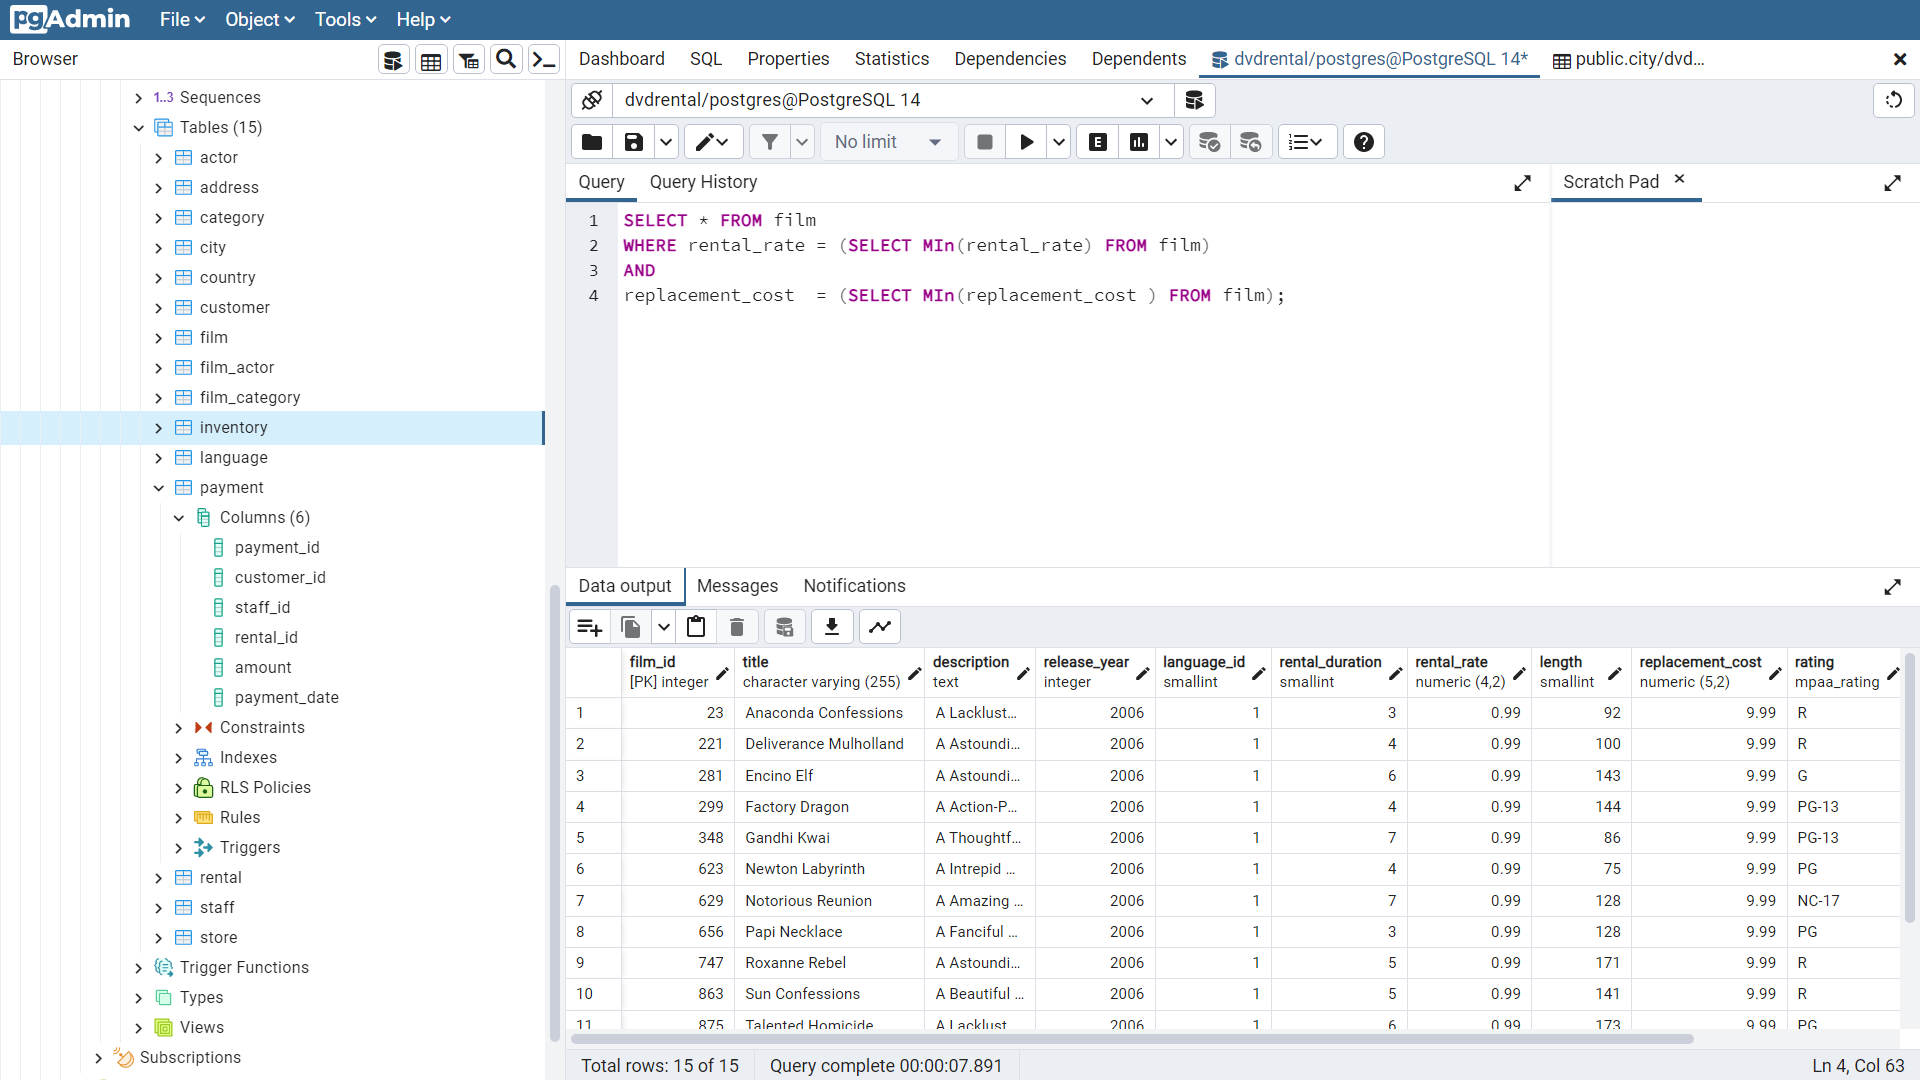 pgAdmin File Object Tools Help
Browser
Dashboard SQL Properties Statistics Dependencies Dependents dvdrental/postgres@PostgreSQL 14* public.city/dvd...
dvdrental/postgres@PostgreSQL 14
No limit
E
Query Query History
Scratch Pad
1 SELECT * FROM film
2 WHERE rental_rate = (SELECT MIn(rental_rate) FROM film)
3 AND
4 replacement_cost  = (SELECT MIn(replacement_cost ) FROM film);
1..3 Sequences
Tables (15)
actor
address
category
city
country
customer
film
film_actor
film_category
inventory
language
payment
Columns (6)
payment_id
customer_id
staff_id
rental_id
amount
payment_date
Constraints
Indexes
RLS Policies
Rules
Triggers
rental
staff
store
Trigger Functions
Types
Views
Subscriptions
Data output Messages Notifications
film_id title description release_year language_id rental_duration rental_rate length replacement_cost rating
[PK] integer character varying (255) text integer smallint smallint numeric (4,2) smallint numeric (5,2) mpaa_rating
1 23 Anaconda Confessions A Lacklust... 2006 1 3 0.99 92 9.99 R
2 221 Deliverance Mulholland A Astoundi... 2006 1 4 0.99 100 9.99 R
3 281 Encino Elf A Astoundi... 2006 1 6 0.99 143 9.99 G
4 299 Factory Dragon A Action-P... 2006 1 4 0.99 144 9.99 PG-13
5 348 Gandhi Kwai A Thoughtf... 2006 1 7 0.99 86 9.99 PG-13
6 623 Newton Labyrinth A Intrepid ... 2006 1 4 0.99 75 9.99 PG
7 629 Notorious Reunion A Amazing ... 2006 1 7 0.99 128 9.99 NC-17
8 656 Papi Necklace A Fanciful ... 2006 1 3 0.99 128 9.99 PG
9 747 Roxanne Rebel A Astoundi... 2006 1 5 0.99 171 9.99 R
10 863 Sun Confessions A Beautiful ... 2006 1 5 0.99 141 9.99 R
11 875 Talented Homicide A Lacklust... 2006 1 6 0.99 173 9.99 PG
Total rows: 15 of 15 Query complete 00:00:07.891 Ln 4, Col 63